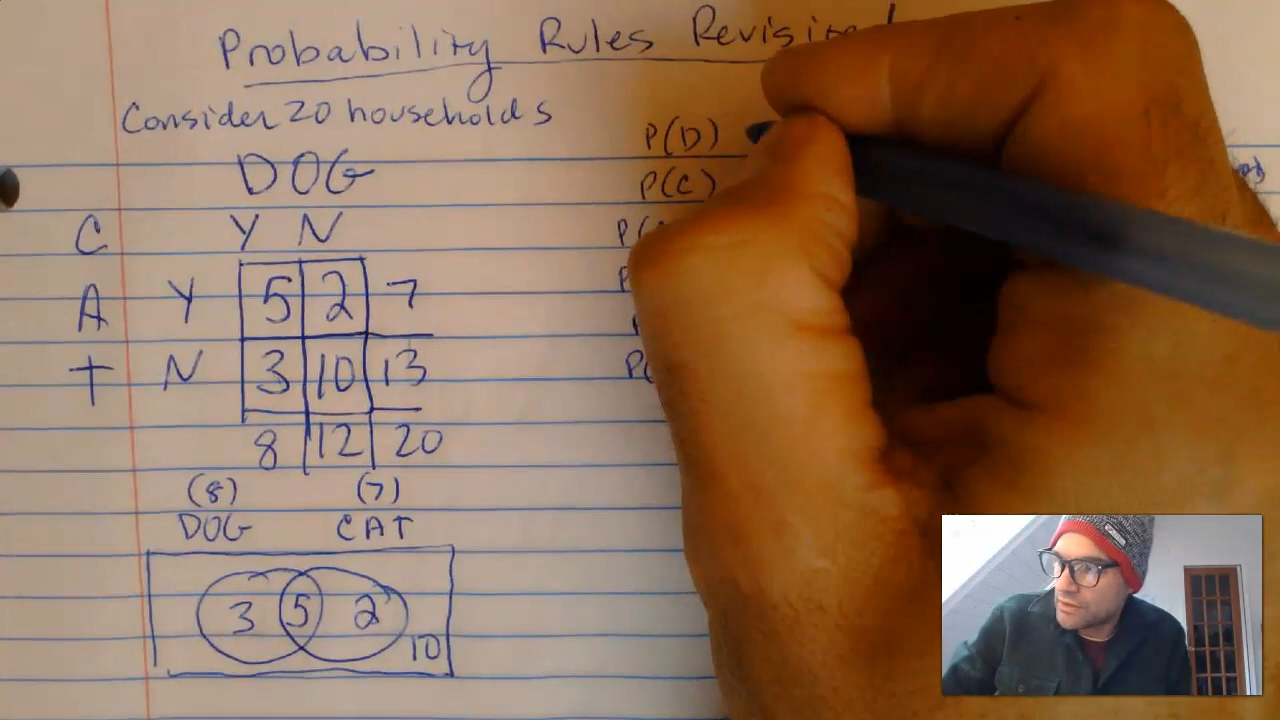 Probability Rules
Consider 20 households
P(D)
DOG
P(C)
C Y N
A Y 5 2 7
T N 3 10 13
8 12 20
(8) (7)
DOG CAT
3 5 2
10